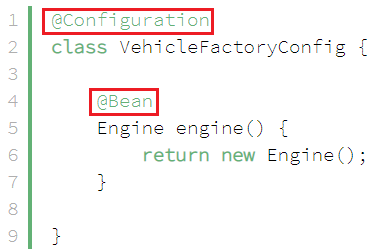 1 @Configuration
2 class VehicleFactoryConfig {
3
4 @Bean
5 Engine engine() {
6 return new Engine();
7 }
8
9 }